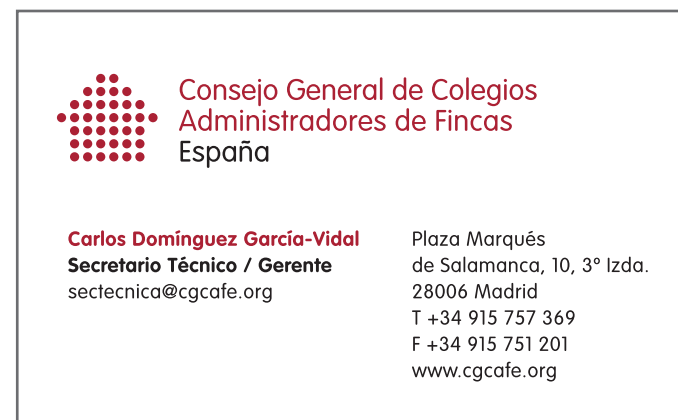 Consejo General de Colegios
Administradores de Fincas
España
Carlos Domínguez García-Vidal
Secretario Técnico / Gerente
sectecnica@cgcafe.org
Plaza Marqués
de Salamanca, 10, 3º Izda.
28006 Madrid
T +34 915 757 369
F +34 915 751 201
www.cgcafe.org